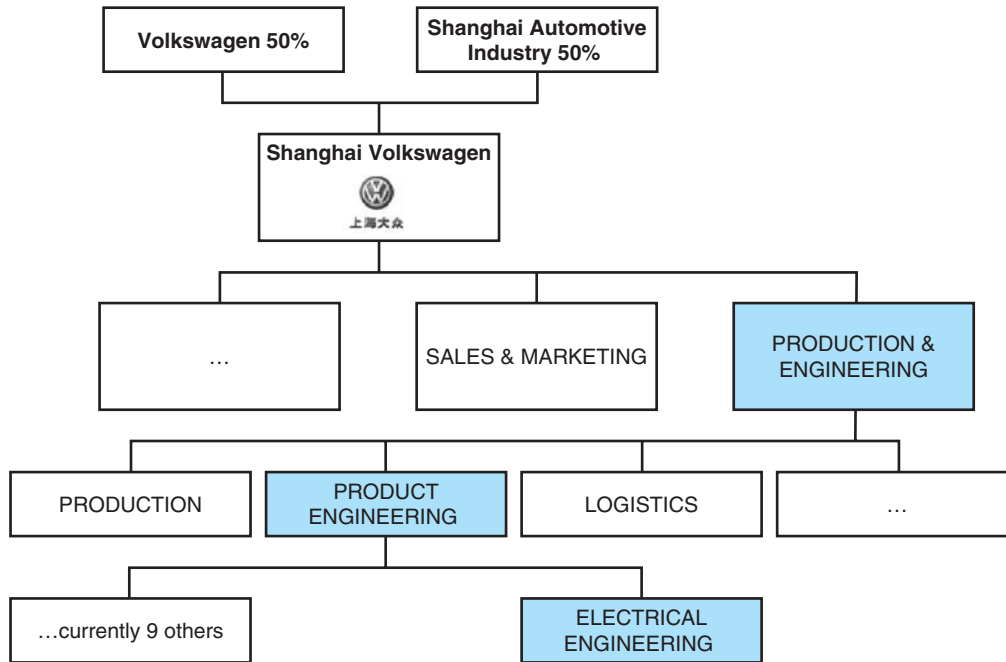 Volkswagen 50%
Shanghai Automotive
Industry 50%
Shanghai Volkswagen
上海大众
…
SALES & MARKETING
PRODUCTION &
ENGINEERING
PRODUCTION
PRODUCT
ENGINEERING
LOGISTICS
…
…currently 9 others
ELECTRICAL
ENGINEERING